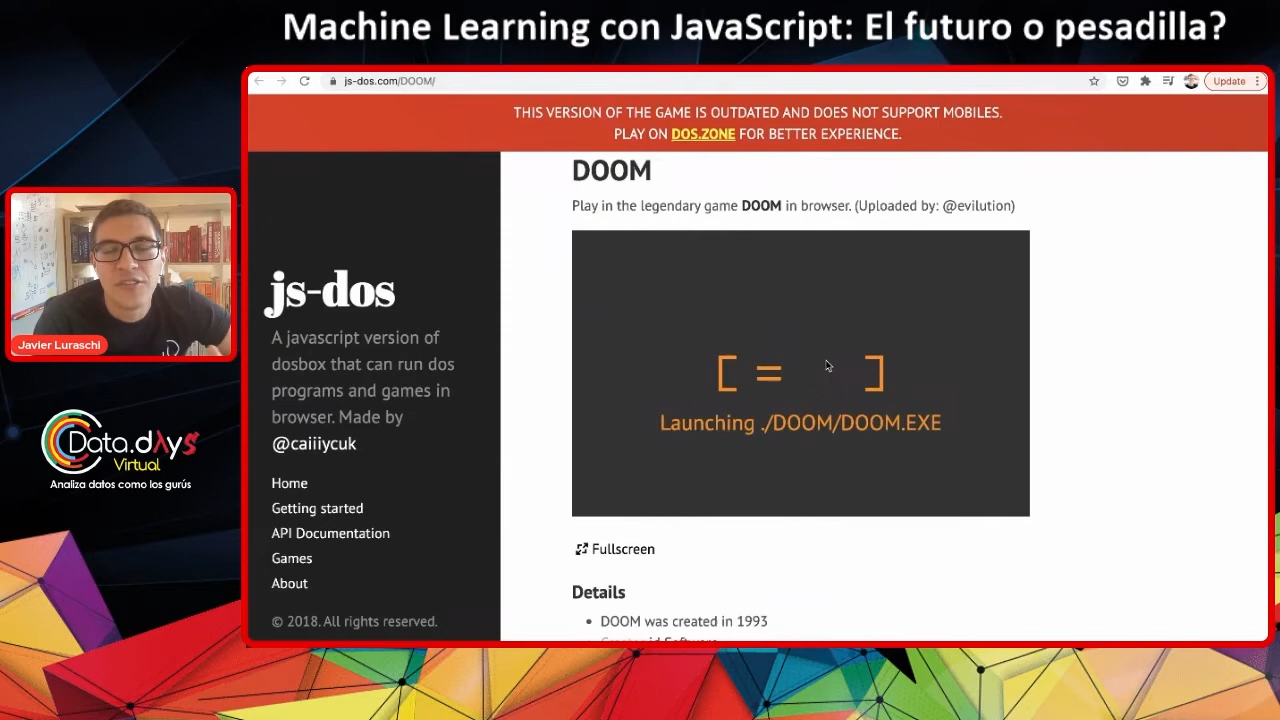 Machine Learning con JavaScript: El futuro o pesadilla?
js-dos.com/DOOM/
Update
THIS VERSION OF THE GAME IS OUTDATED AND DOES NOT SUPPORT MOBILES.
PLAY ON DOS.ZONE FOR BETTER EXPERIENCE.
DOOM
Play in the legendary game DOOM in browser. (Uploaded by: @evilution)
[ = ]
Launching ./DOOM/DOOM.EXE
Fullscreen
Details
• DOOM was created in 1993
js-dos
A javascript version of
dosbox that can run dos
programs and games in
browser. Made by
@caiiiycuk
Home
Getting started
API Documentation
Games
About
© 2018. All rights reserved.
Javier Luraschi
Data.dλys
Virtual
Analiza datos como los gurús